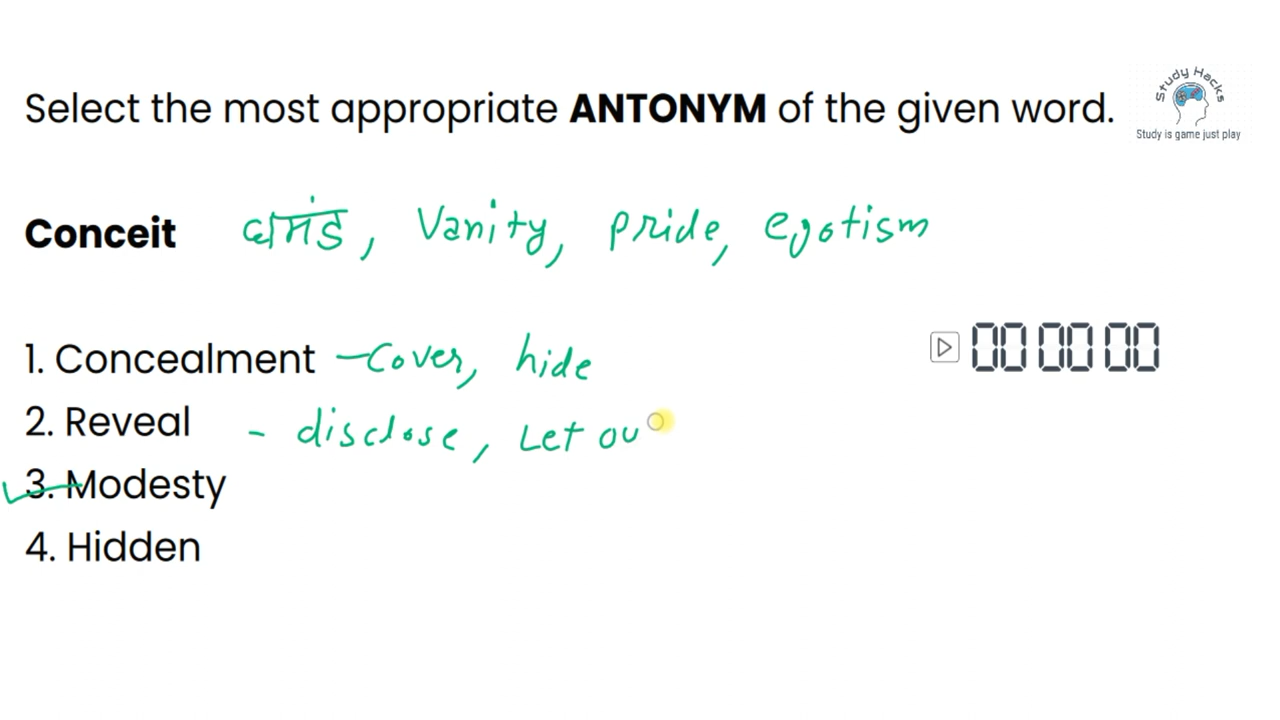 Study Hacks
Study is game just play
Select the most appropriate ANTONYM of the given word.
Conceit घमंड, Vanity, pride, egotism
1. Concealment - Cover, hide
00 00 00
2. Reveal - disclose, Let ou
3. Modesty
4. Hidden